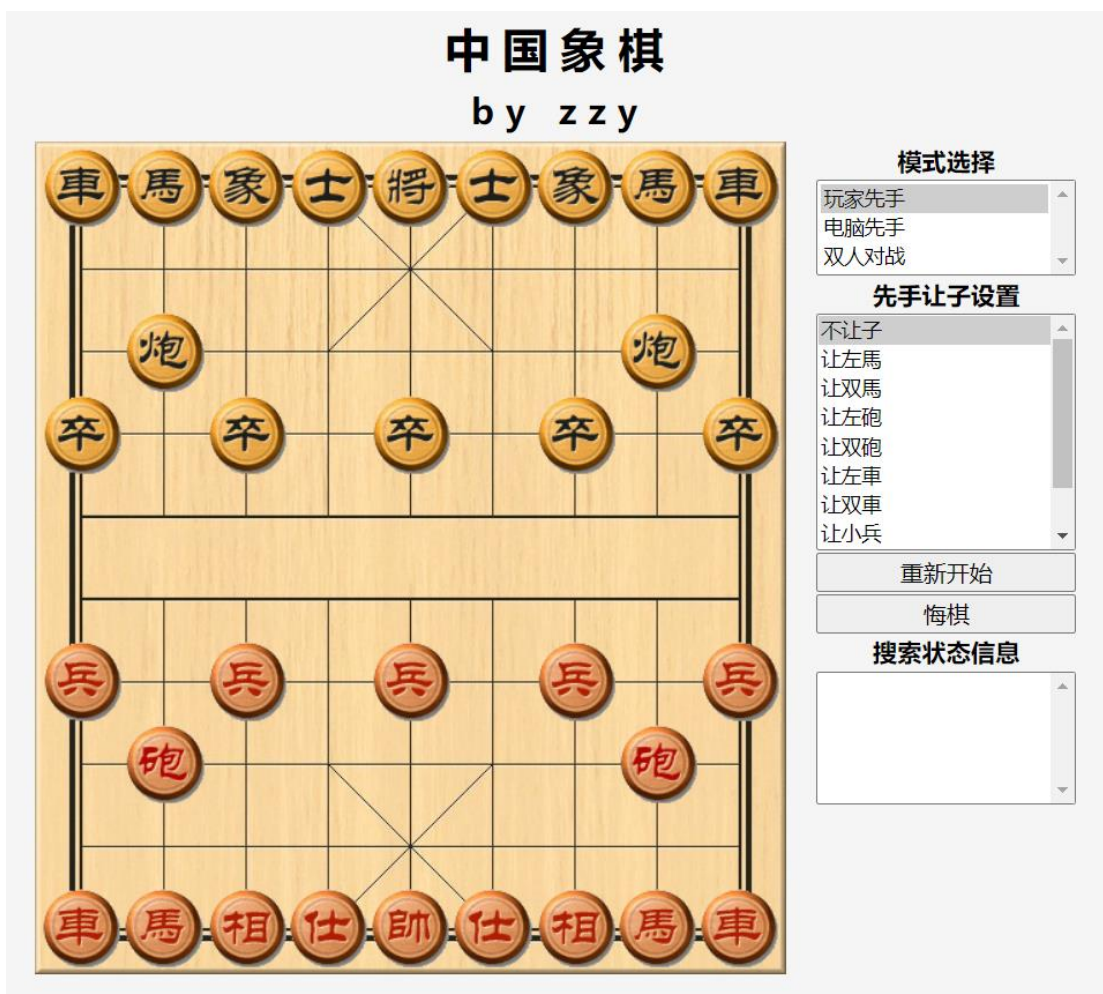 中国象棋
by zzy
車馬象士將士象馬車
炮炮
卒卒卒卒卒
兵兵兵兵兵
砲砲
車馬相仕帥仕相馬車
模式选择
玩家先手
电脑先手
双人对战
先手让子设置
不让子
让左馬
让双馬
让左砲
让双砲
让左車
让双車
让小兵
重新开始
悔棋
搜索状态信息